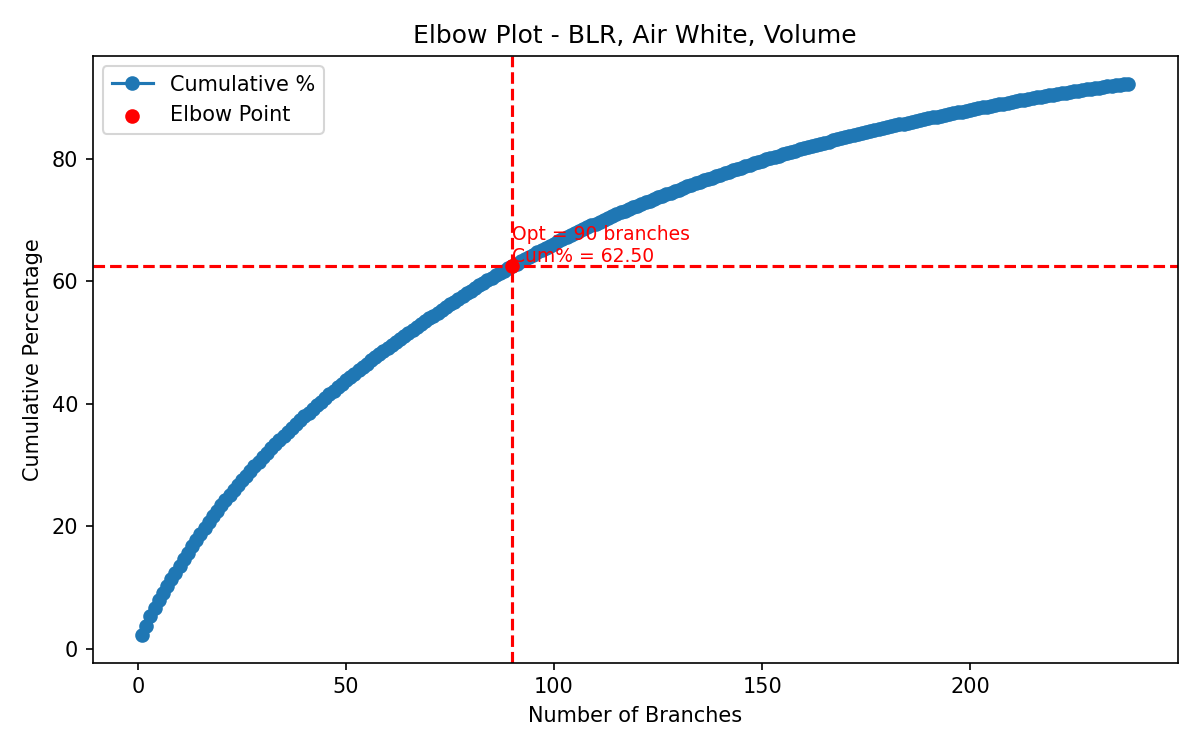 Elbow Plot - BLR, Air White, Volume
Cumulative %
Elbow Point
Opt = 90 branches
Cum% = 62.50
Cumulative Percentage
80
60
40
20
0
0 50 100 150 200
Number of Branches